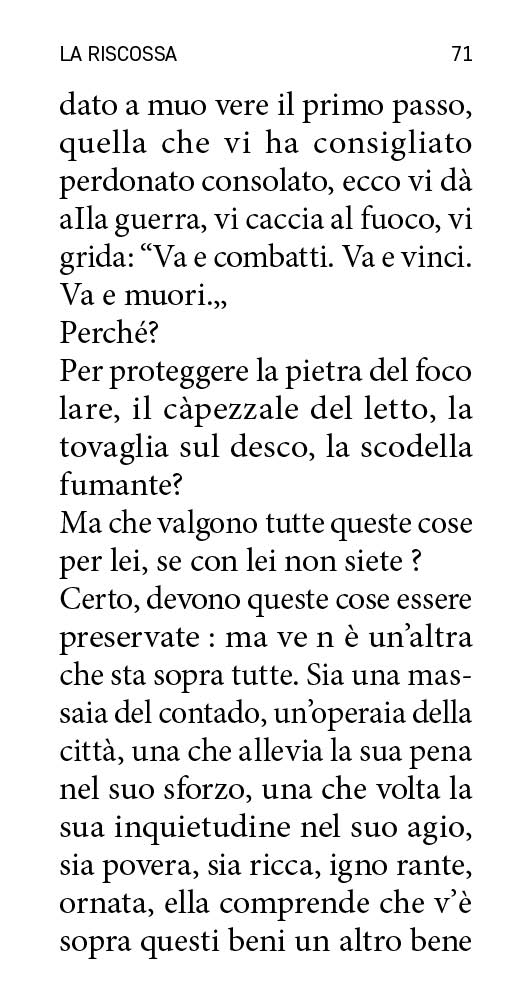 LA RISCOSSA 71
dato a muo vere il primo passo,
quella che vi ha consigliato
perdonato consolato, ecco vi dà
aIla guerra, vi caccia al fuoco, vi
grida: “Va e combatti. Va e vinci.
Va e muori.„
Perché?
Per proteggere la pietra del foco
lare, il càpezzale del letto, la
tovaglia sul desco, la scodella
fumante?
Ma che valgono tutte queste cose
per lei, se con lei non siete ?
Certo, devono queste cose essere
preservate : ma ve n è un’altra
che sta sopra tutte. Sia una mas-
saia del contado, un’operaia della
città, una che allevia la sua pena
nel suo sforzo, una che volta la
sua inquietudine nel suo agio,
sia povera, sia ricca, igno rante,
ornata, ella comprende che v’è
sopra questi beni un altro bene